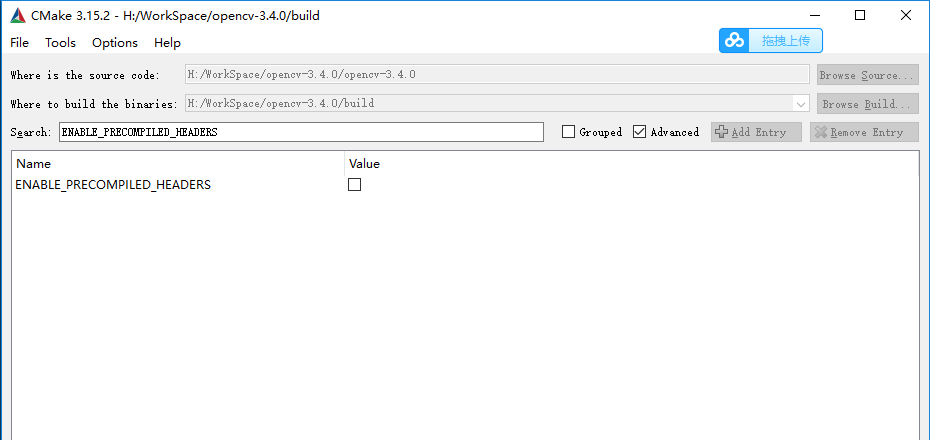 CMake 3.15.2 - H:/WorkSpace/opencv-3.4.0/build
File Tools Options Help
拖拽上传
Where is the source code: H:/WorkSpace/opencv-3.4.0/opencv-3.4.0 Browse Source...
Where to build the binaries: H:/WorkSpace/opencv-3.4.0/build Browse Build...
Search: ENABLE_PRECOMPILED_HEADERS Grouped Advanced Add Entry Remove Entry
Name Value
ENABLE_PRECOMPILED_HEADERS